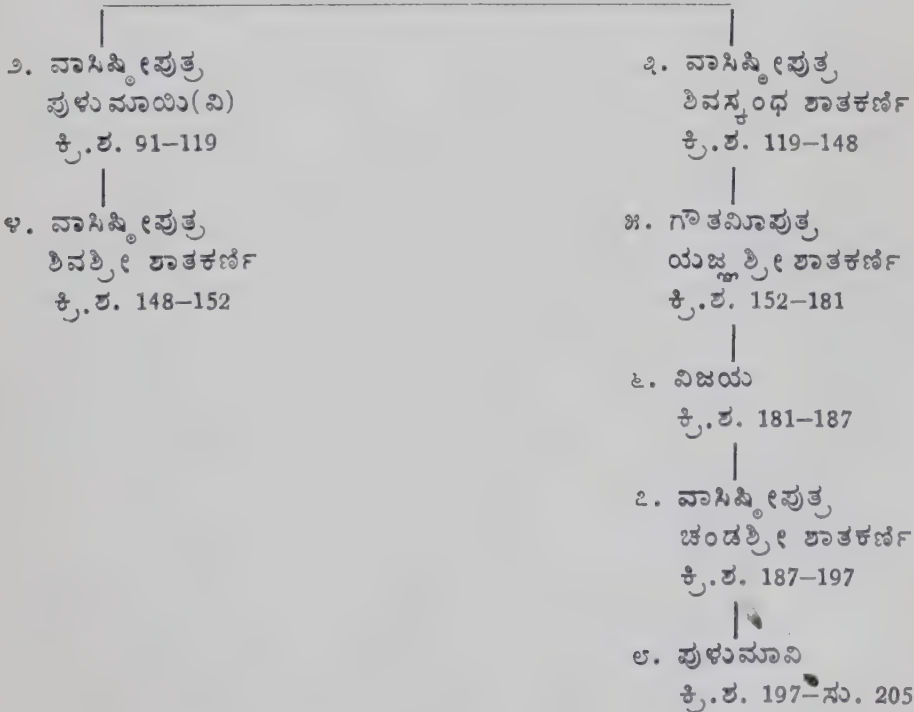 ೨. ವಾಸಿಷ್ಠೀಪುತ್ರ
ಪುಳುಮಾಯಿ(ವಿ)
ಕ್ರಿ.ಶ. 91–119
೩. ವಾಸಿಷ್ಠೀಪುತ್ರ
ಶಿವಸ್ಕಂಧ ಶಾತಕರ್ಣಿ
ಕ್ರಿ.ಶ. 119–148
೪. ವಾಸಿಷ್ಠೀಪುತ್ರ
ಶಿವಶ್ರೀ ಶಾತಕರ್ಣಿ
ಕ್ರಿ.ಶ. 148–152
೫. ಗೌತಮೀಪುತ್ರ
ಯಜ್ಞಶ್ರೀ ಶಾತಕರ್ಣಿ
ಕ್ರಿ.ಶ. 152–181
೬. ವಿಜಯ
ಕ್ರಿ.ಶ. 181–187
೭. ವಾಸಿಷ್ಠೀಪುತ್ರ
ಚಂಡಶ್ರೀ ಶಾತಕರ್ಣಿ
ಕ್ರಿ.ಶ. 187–197
೮. ಪುಳುಮಾವಿ
ಕ್ರಿ.ಶ. 197–ಸು. 205